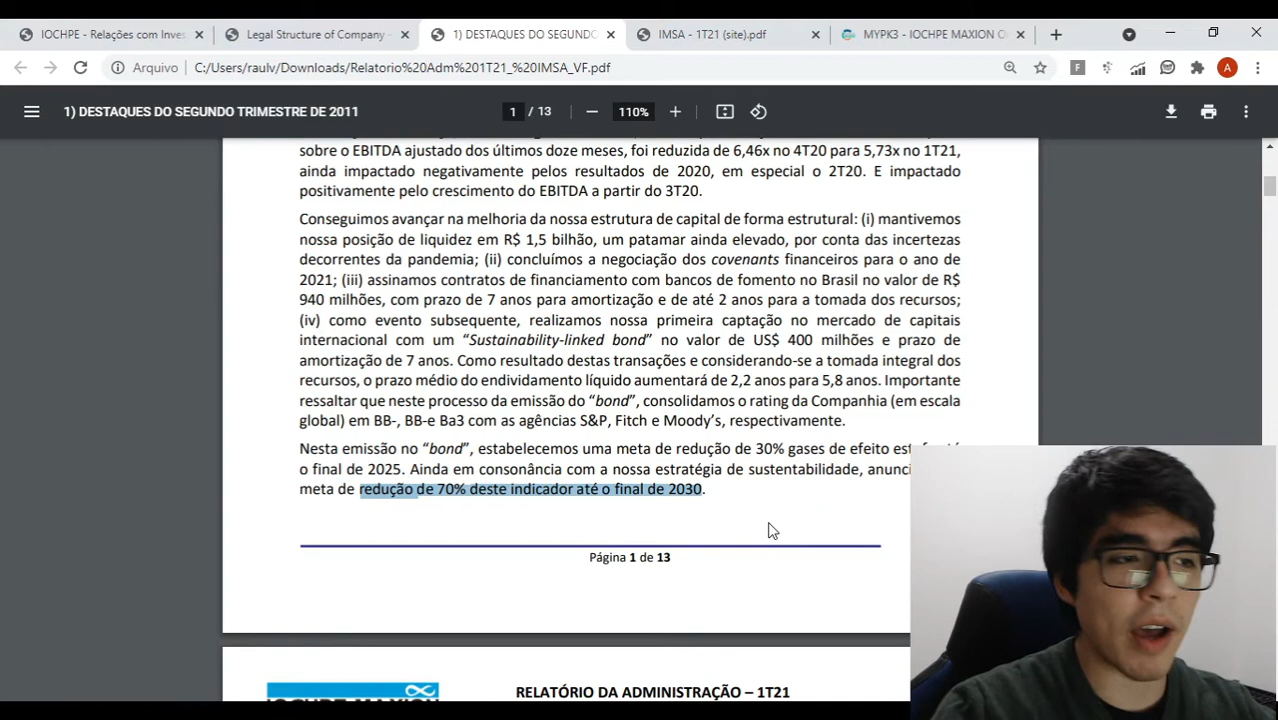 IOCHPE - Relações com Inves
Legal Structure of Company -
1) DESTAQUES DO SEGUNDO
IMSA - 1T21 (site).pdf
MYPK3 - IOCHPE MAXION O
Arquivo
C:/Users/raulv/Downloads/Relatorio%20Adm%201T21_%20IMSA_VF.pdf
F
A
1) DESTAQUES DO SEGUNDO TRIMESTRE DE 2011
1 / 13
110%
sobre o EBITDA ajustado dos últimos doze meses, foi reduzida de 6,46x no 4T20 para 5,73x no 1T21,
ainda impactado negativamente pelos resultados de 2020, em especial o 2T20. E impactado
positivamente pelo crescimento do EBITDA a partir do 3T20.
Conseguimos avançar na melhoria da nossa estrutura de capital de forma estrutural: (i) mantivemos
nossa posição de liquidez em R$ 1,5 bilhão, um patamar ainda elevado, por conta das incertezas
decorrentes da pandemia; (ii) concluímos a negociação dos covenants financeiros para o ano de
2021; (iii) assinamos contratos de financiamento com bancos de fomento no Brasil no valor de R$
940 milhões, com prazo de 7 anos para amortização e de até 2 anos para a tomada dos recursos;
(iv) como evento subsequente, realizamos nossa primeira captação no mercado de capitais
internacional com um “Sustainability-linked bond” no valor de US$ 400 milhões e prazo de
amortização de 7 anos. Como resultado destas transações e considerando-se a tomada integral dos
recursos, o prazo médio do endividamento líquido aumentará de 2,2 anos para 5,8 anos. Importante
ressaltar que neste processo da emissão do “bond”, consolidamos o rating da Companhia (em escala
global) em BB-, BB-e Ba3 com as agências S&P, Fitch e Moody’s, respectivamente.
Nesta emissão no “bond”, estabelecemos uma meta de redução de 30% gases de efeito
o final de 2025. Ainda em consonância com a nossa estratégia de sustentabilidade,
meta de redução de 70% deste indicador até o final de 2030.
Página 1 de 13
IOCHPE-MAXION
RELATÓRIO DA ADMINISTRAÇÃO – 1T21